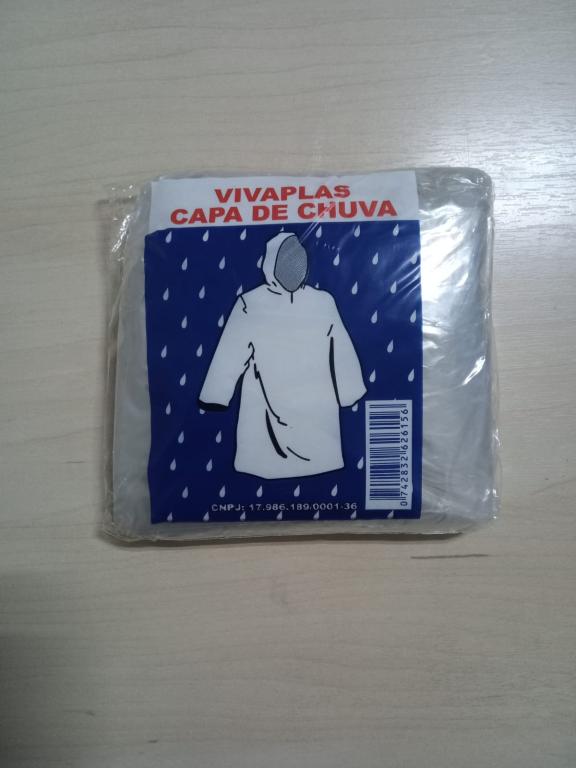 VIVAPLAS
CAPA DE CHUVA
0742832626156
CNPJ: 17.986.189/0001-36